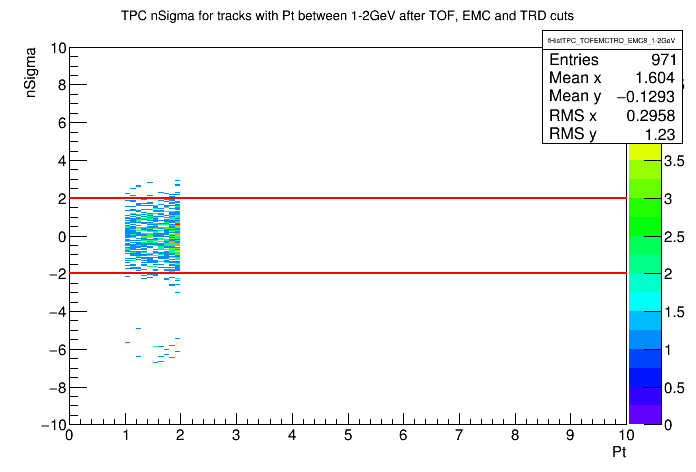 TPC nSigma for tracks with Pt between 1-2GeV after TOF, EMC and TRD cuts
fHistTPC_TOFEMCTRD_EMC8_1-2GeV
Entries 971
Mean x 1.604
Mean y −0.1293
RMS x 0.2958
RMS y 1.23
nSigma
10
8
6
4
2
0
−2
−4
−6
−8
−10
0 1 2 3 4 5 6 7 8 9 10
Pt
3.5
3
2.5
2
1.5
1
0.5
0